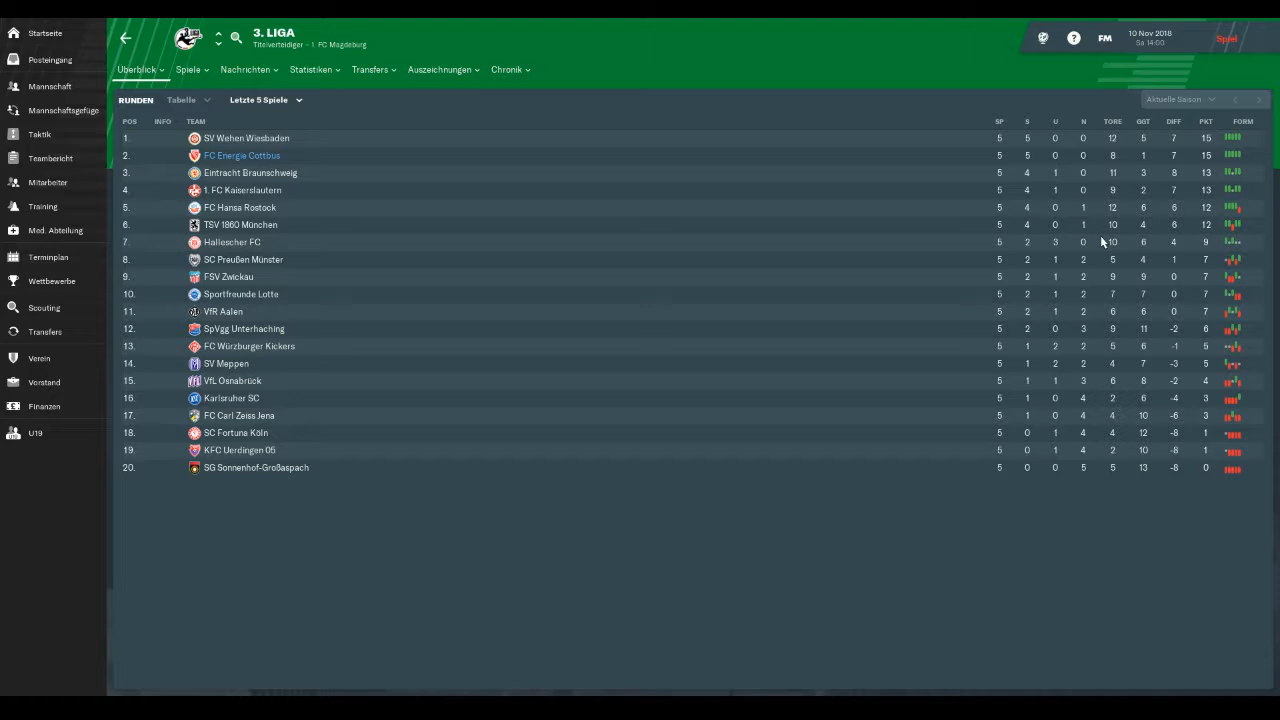 Startseite
Posteingang
Mannschaft
Mannschaftsgefüge
Taktik
Teambericht
Mitarbeiter
Training
Med. Abteilung
Terminplan
Wettbewerbe
Scouting
Transfers
Verein
Vorstand
Finanzen
U19
3. LIGA
Titelverteidiger - 1. FC Magdeburg
FM
10 Nov 2018
Sa 14:00
Spiel
Überblick Spiele Nachrichten Statistiken Transfers Auszeichnungen Chronik
RUNDEN Tabelle Letzte 5 Spiele Aktuelle Saison
POS INFO TEAM SP S U N TORE GGT DIFF PKT FORM
1. SV Wehen Wiesbaden 5 5 0 0 12 5 7 15
2. FC Energie Cottbus 5 5 0 0 8 1 7 15
3. Eintracht Braunschweig 5 4 1 0 11 3 8 13
4. 1. FC Kaiserslautern 5 4 1 0 9 2 7 13
5. FC Hansa Rostock 5 4 0 1 12 6 6 12
6. TSV 1860 München 5 4 0 1 10 4 6 12
7. Hallescher FC 5 2 3 0 10 6 4 9
8. SC Preußen Münster 5 2 1 2 5 4 1 7
9. FSV Zwickau 5 2 1 2 9 9 0 7
10. Sportfreunde Lotte 5 2 1 2 7 7 0 7
11. VfR Aalen 5 2 1 2 6 6 0 7
12. SpVgg Unterhaching 5 2 0 3 9 11 -2 6
13. FC Würzburger Kickers 5 1 2 2 5 6 -1 5
14. SV Meppen 5 1 2 2 4 7 -3 5
15. VfL Osnabrück 5 1 1 3 6 8 -2 4
16. Karlsruher SC 5 1 0 4 2 6 -4 3
17. FC Carl Zeiss Jena 5 1 0 4 4 10 -6 3
18. SC Fortuna Köln 5 0 1 4 4 12 -8 1
19. KFC Uerdingen 05 5 0 1 4 2 10 -8 1
20. SG Sonnenhof-Großaspach 5 0 0 5 5 13 -8 0